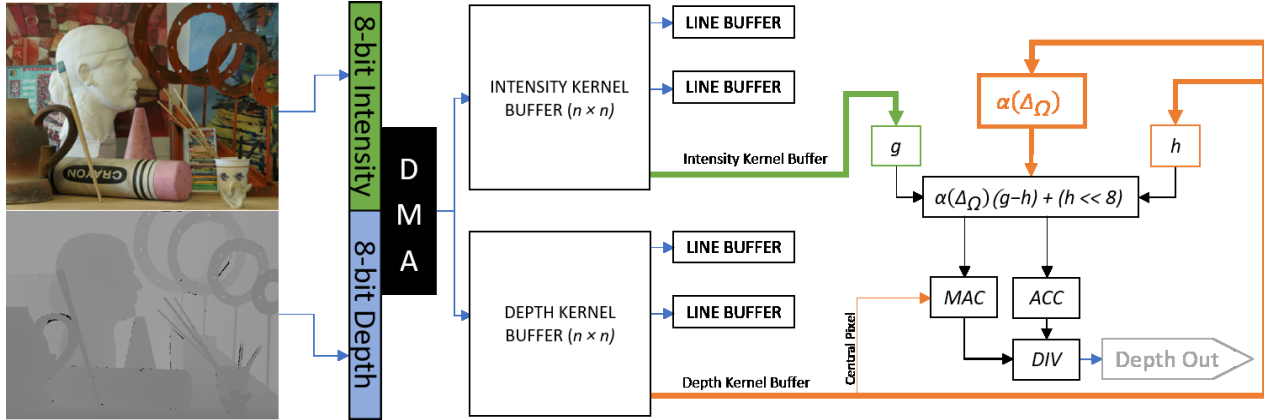 CRAYON
8-bit Intensity
8-bit Depth
D
M
A
INTENSITY KERNEL
BUFFER (n × n)
LINE BUFFER
LINE BUFFER
Intensity Kernel Buffer
DEPTH KERNEL
BUFFER (n × n)
LINE BUFFER
LINE BUFFER
Depth Kernel Buffer
Central Pixel
g
α(Δ_Ω)
h
α(Δ_Ω)(g−h) + (h << 8)
MAC
ACC
DIV
Depth Out